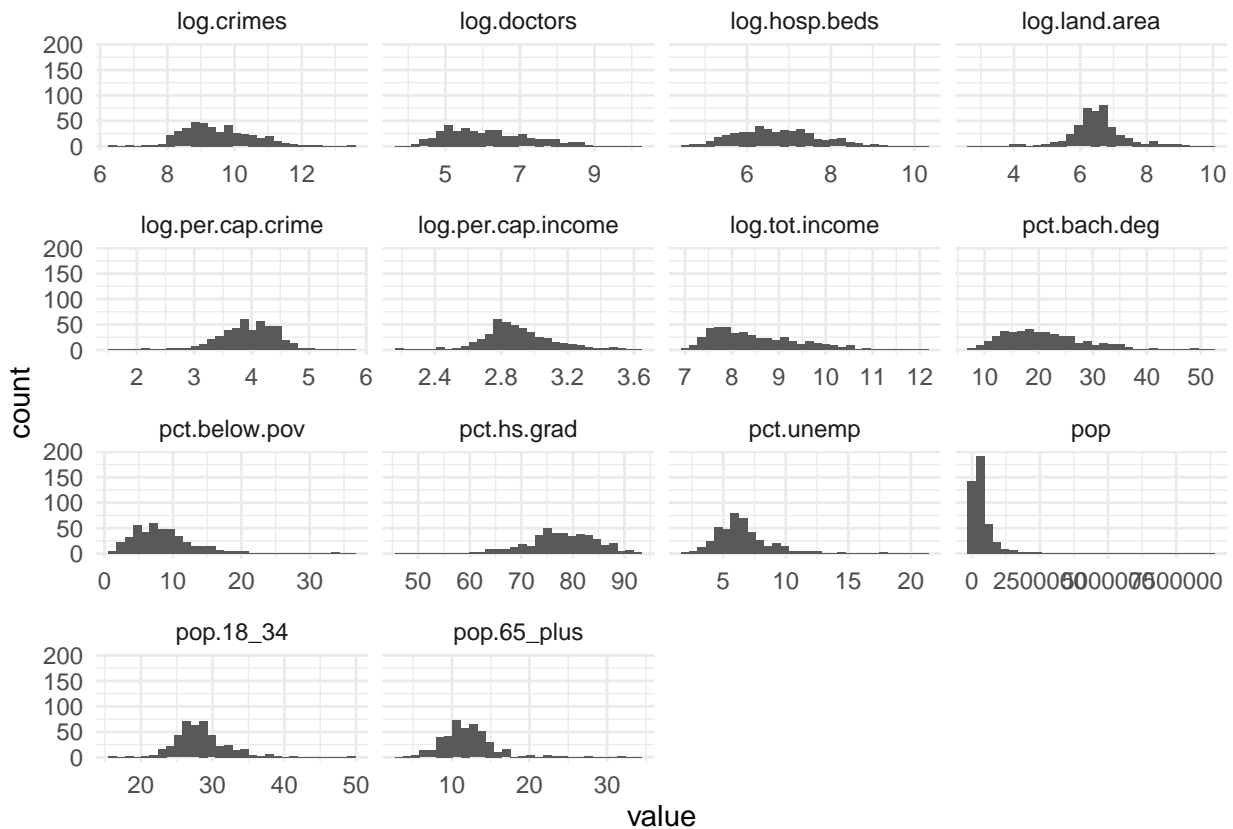 log.crimes log.doctors log.hosp.beds log.land.area
200
150
100
50
0
6 8 10 12 5 7 9 6 8 10 4 6 8 10
log.per.cap.crime log.per.cap.income log.tot.income pct.bach.deg
200
150
100
50
0
2 3 4 5 6 2.4 2.8 3.2 3.6 7 8 9 10 11 12 10 20 30 40 50
count
pct.below.pov pct.hs.grad pct.unemp pop
200
150
100
50
0
0 10 20 30 50 60 70 80 90 5 10 15 20 0 2500000 5000000 7500000
pop.18_34 pop.65_plus
200
150
100
50
0
20 30 40 50 10 20 30
value